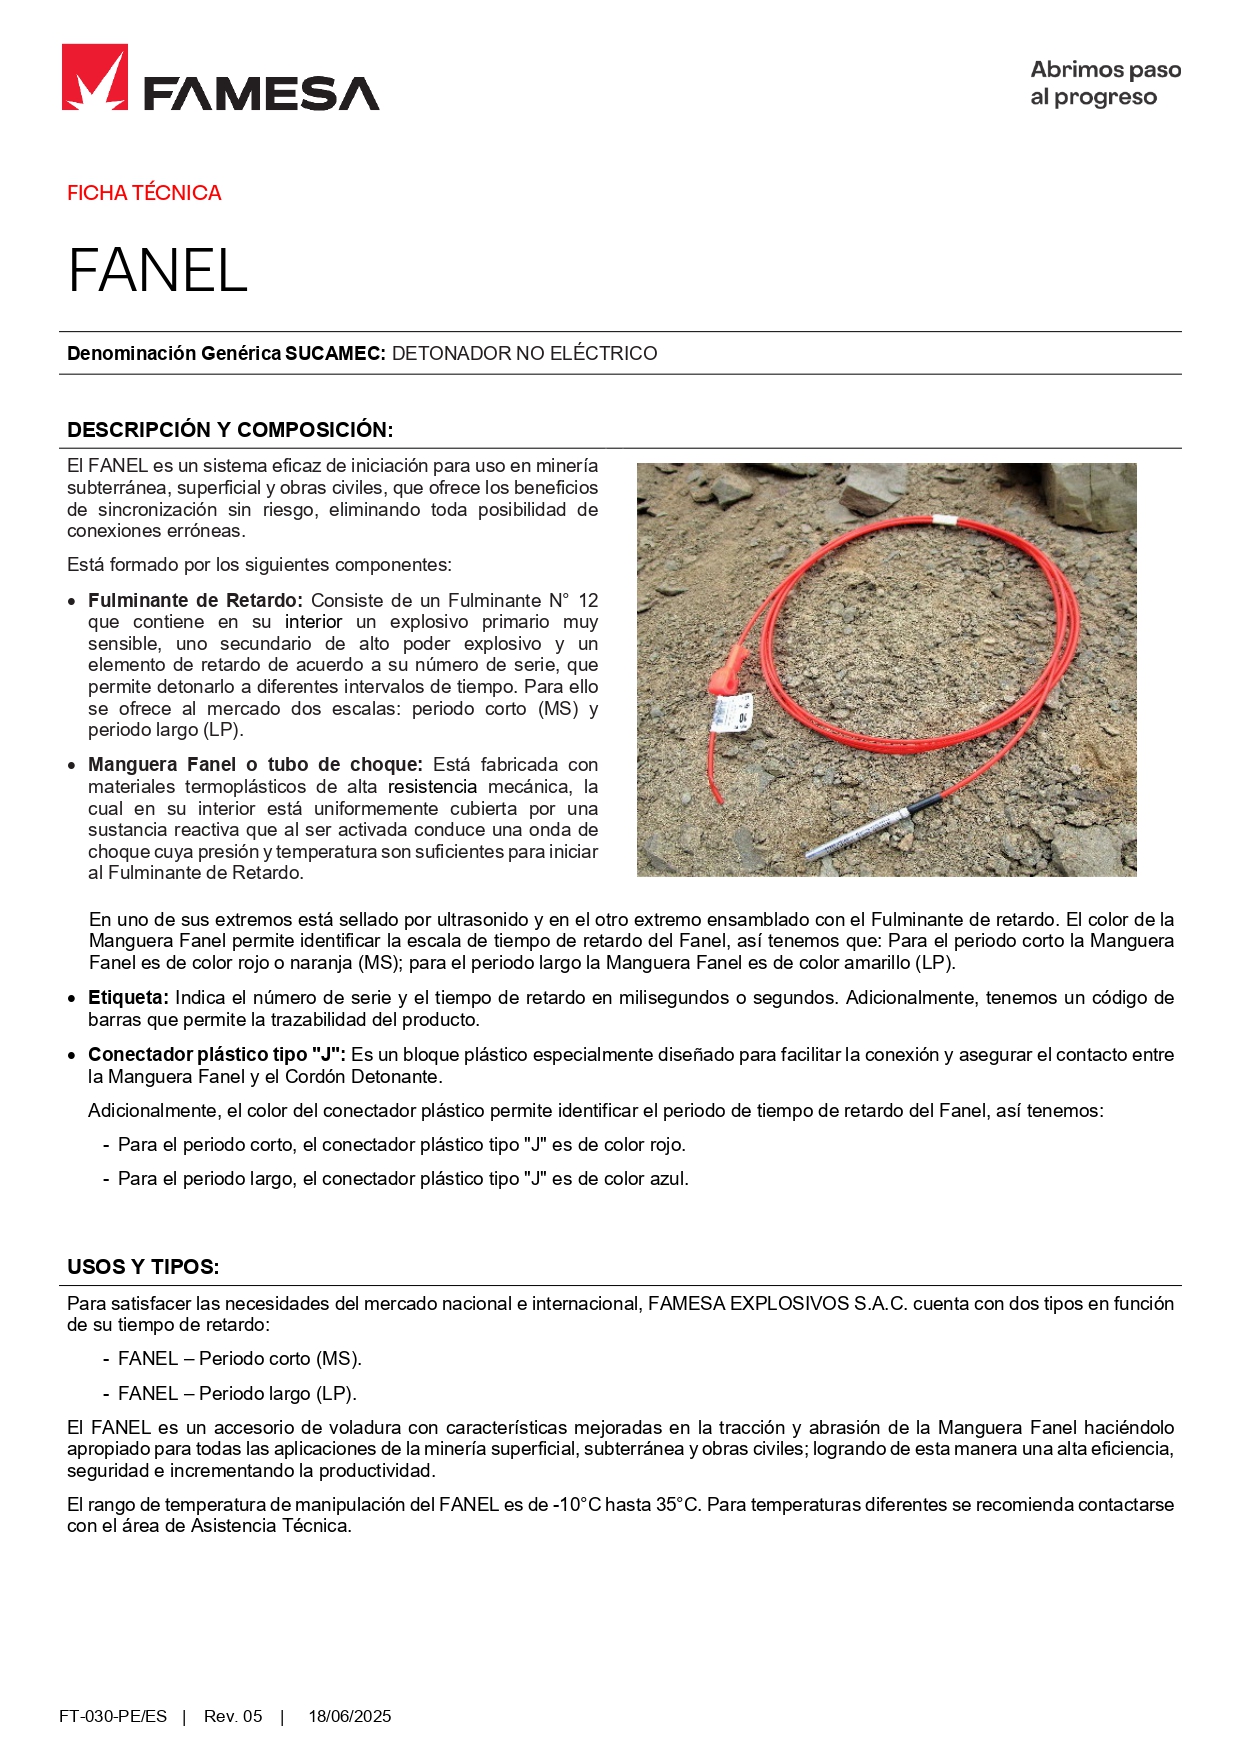 FAMESA
Abrimos paso
al progreso
FICHA TÉCNICA
FANEL
Denominación Genérica SUCAMEC: DETONADOR NO ELÉCTRICO
DESCRIPCIÓN Y COMPOSICIÓN:
El FANEL es un sistema eficaz de iniciación para uso en minería
subterránea, superficial y obras civiles, que ofrece los beneficios
de sincronización sin riesgo, eliminando toda posibilidad de
conexiones erróneas.
Está formado por los siguientes componentes:
• Fulminante de Retardo: Consiste de un Fulminante N° 12
que contiene en su interior un explosivo primario muy
sensible, uno secundario de alto poder explosivo y un
elemento de retardo de acuerdo a su número de serie, que
permite detonarlo a diferentes intervalos de tiempo. Para ello
se ofrece al mercado dos escalas: periodo corto (MS) y
periodo largo (LP).
• Manguera Fanel o tubo de choque: Está fabricada con
materiales termoplásticos de alta resistencia mecánica, la
cual en su interior está uniformemente cubierta por una
sustancia reactiva que al ser activada conduce una onda de
choque cuya presión y temperatura son suficientes para iniciar
al Fulminante de Retardo.
10
En uno de sus extremos está sellado por ultrasonido y en el otro extremo ensamblado con el Fulminante de retardo. El color de la
Manguera Fanel permite identificar la escala de tiempo de retardo del Fanel, así tenemos que: Para el periodo corto la Manguera
Fanel es de color rojo o naranja (MS); para el periodo largo la Manguera Fanel es de color amarillo (LP).
• Etiqueta: Indica el número de serie y el tiempo de retardo en milisegundos o segundos. Adicionalmente, tenemos un código de
barras que permite la trazabilidad del producto.
• Conectador plástico tipo "J": Es un bloque plástico especialmente diseñado para facilitar la conexión y asegurar el contacto entre
la Manguera Fanel y el Cordón Detonante.
Adicionalmente, el color del conectador plástico permite identificar el periodo de tiempo de retardo del Fanel, así tenemos:
- Para el periodo corto, el conectador plástico tipo "J" es de color rojo.
- Para el periodo largo, el conectador plástico tipo "J" es de color azul.
USOS Y TIPOS:
Para satisfacer las necesidades del mercado nacional e internacional, FAMESA EXPLOSIVOS S.A.C. cuenta con dos tipos en función
de su tiempo de retardo:
- FANEL – Periodo corto (MS).
- FANEL – Periodo largo (LP).
El FANEL es un accesorio de voladura con características mejoradas en la tracción y abrasión de la Manguera Fanel haciéndolo
apropiado para todas las aplicaciones de la minería superficial, subterránea y obras civiles; logrando de esta manera una alta eficiencia,
seguridad e incrementando la productividad.
El rango de temperatura de manipulación del FANEL es de -10°C hasta 35°C. Para temperaturas diferentes se recomienda contactarse
con el área de Asistencia Técnica.
FT-030-PE/ES | Rev. 05 | 18/06/2025